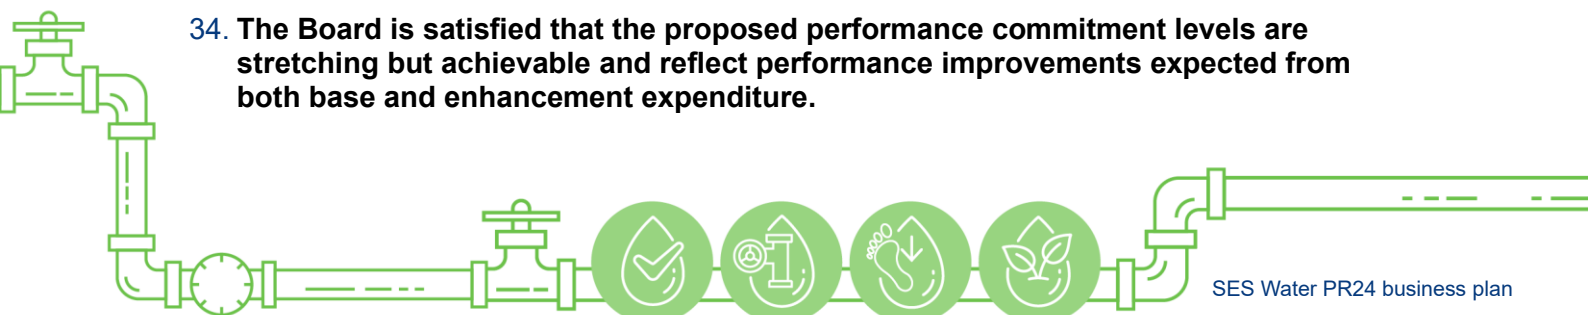 34. The Board is satisfied that the proposed performance commitment levels are
stretching but achievable and reflect performance improvements expected from
both base and enhancement expenditure.
SES Water PR24 business plan